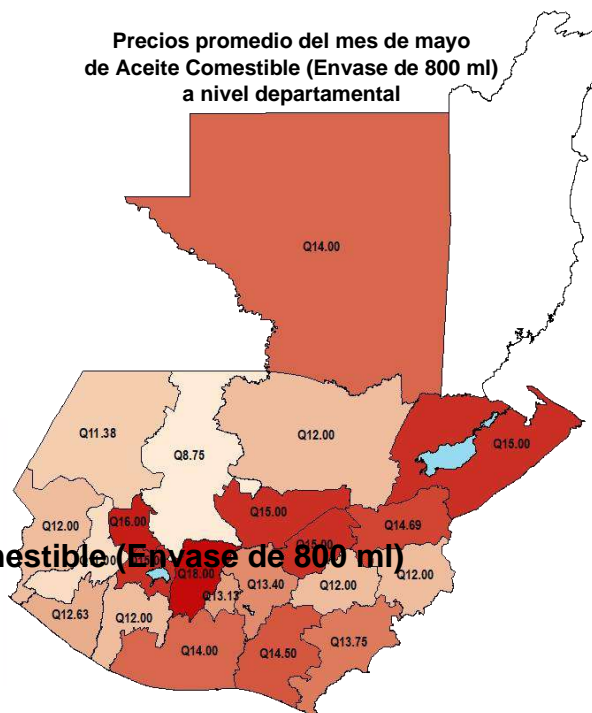 Precios promedio del mes de mayo
de Aceite Comestible (Envase de 800 ml)
a nivel departamental
Q14.00
Q11.38
Q8.75
Q12.00
Q15.00
Q12.00
Q16.00
Q15.00
Q14.69
Q15.00
mestible (Envase de 800 ml)
Q18.00
Q13.13
Q13.40
Q12.00
Q12.00
Q12.63
Q12.00
Q14.00
Q14.50
Q13.75